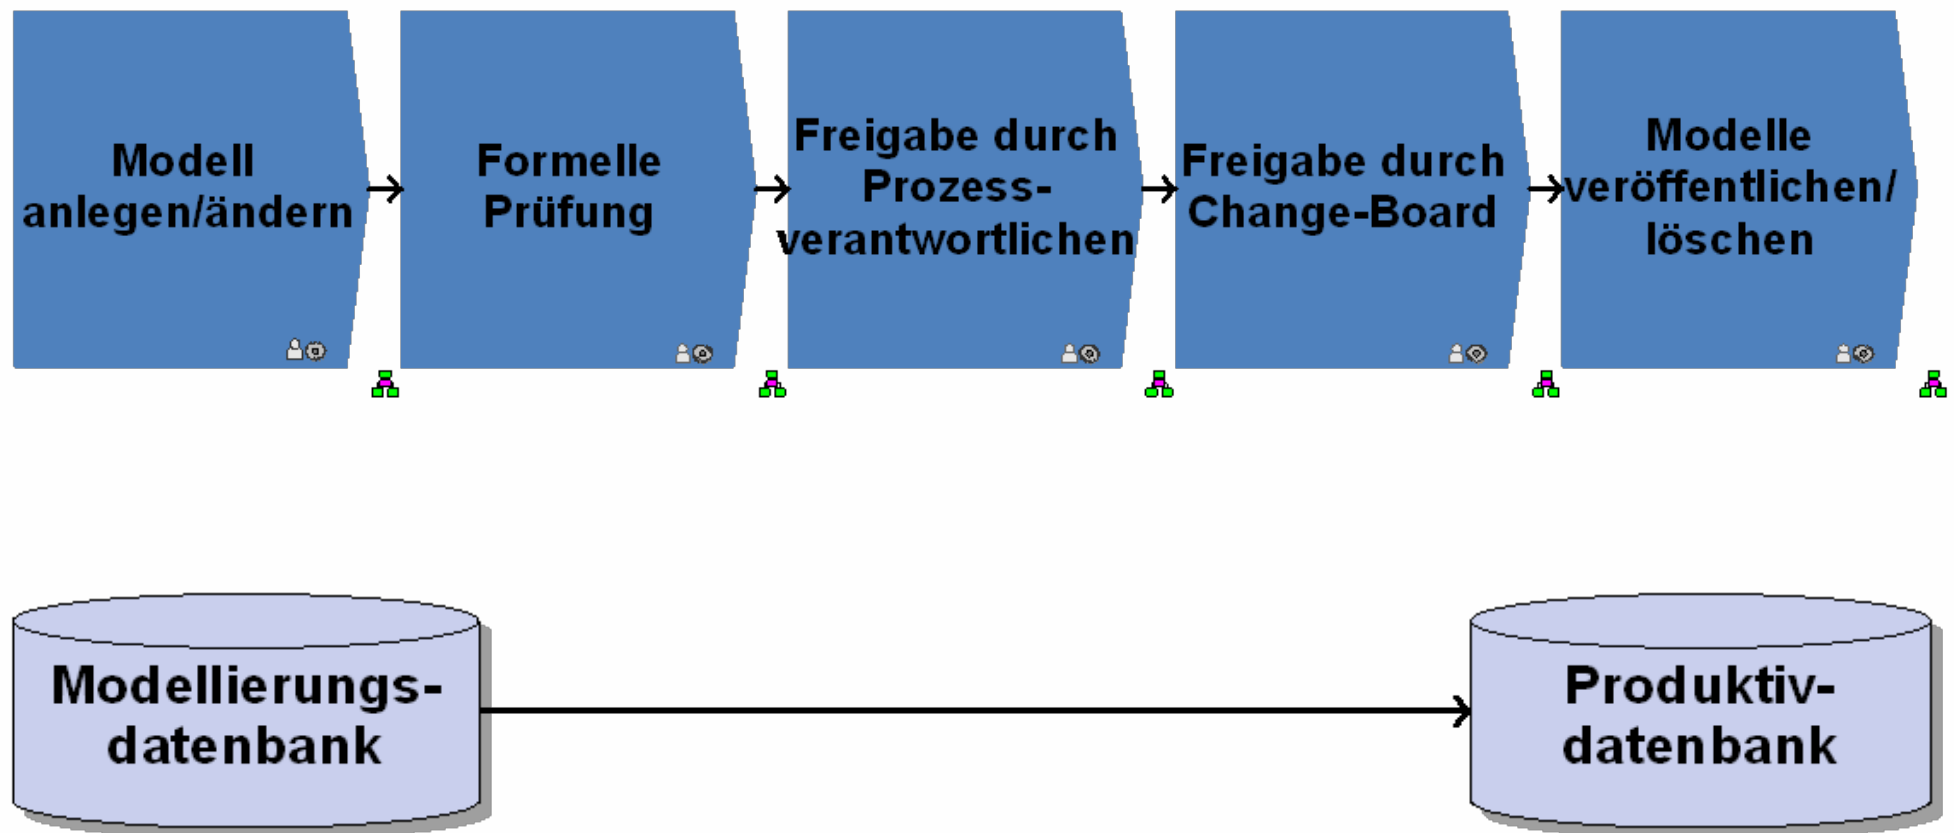 Modell
anlegen/ändern
Formelle
Prüfung
Freigabe durch
Prozess-
verantwortlichen
Freigabe durch
Change-Board
Modelle
veröffentlichen/
löschen
Modellierungs-
datenbank
Produktiv-
datenbank